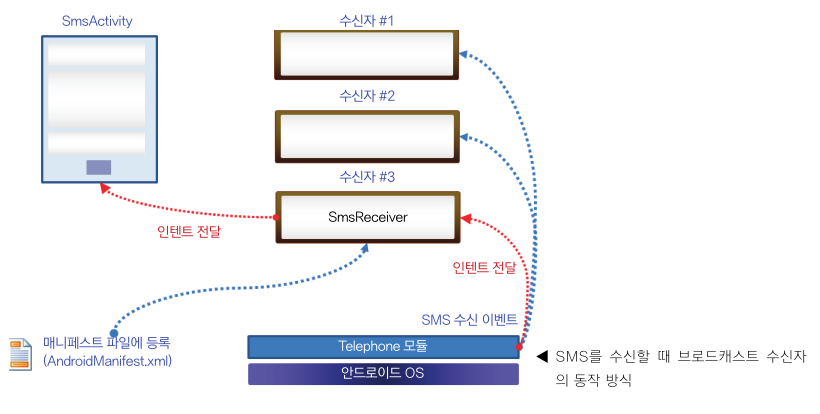 SmsActivity
수신자 #1
수신자 #2
수신자 #3
SmsReceiver
인텐트 전달
인텐트 전달
SMS 수신 이벤트
매니페스트 파일에 등록
(AndroidManifest.xml)
Telephone 모듈
안드로이드 OS
◀ SMS를 수신할 때 브로드캐스트 수신자
의 동작 방식